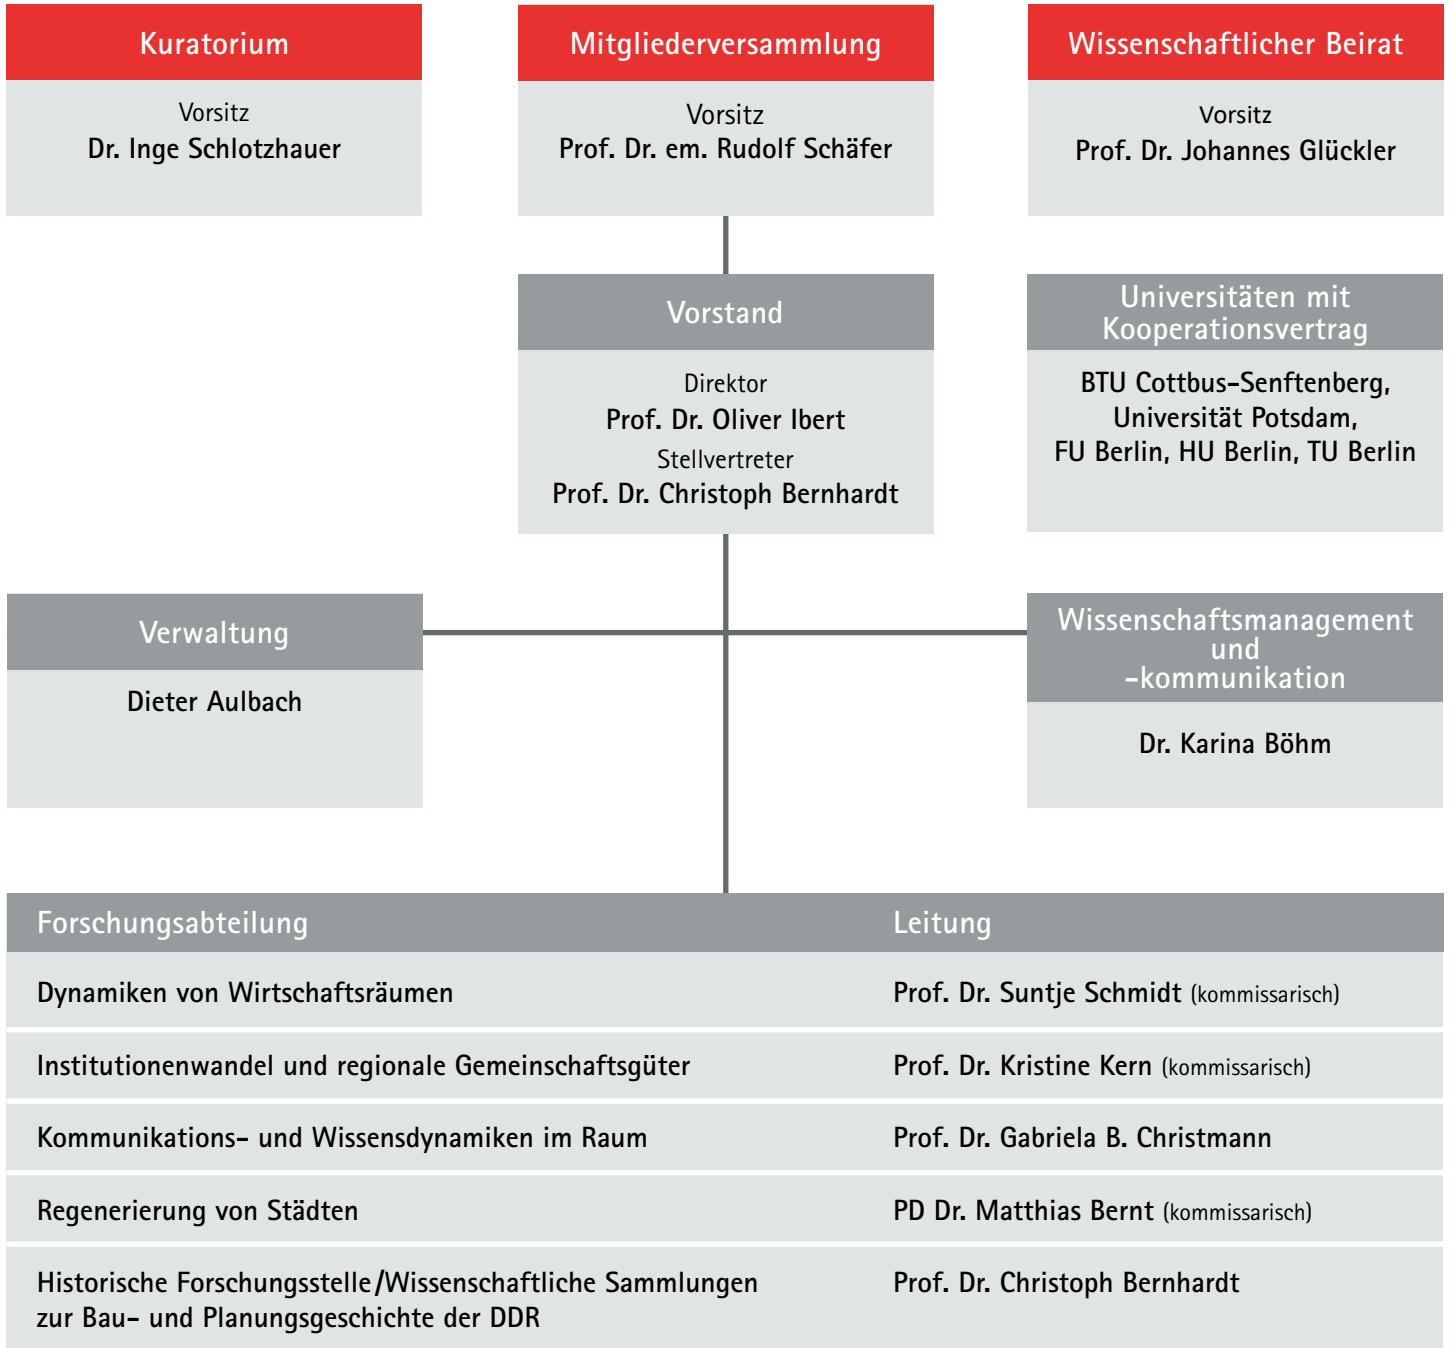 Kuratorium
Vorsitz
Dr. Inge Schlotzhauer
Mitgliederversammlung
Vorsitz
Prof. Dr. em. Rudolf Schäfer
Wissenschaftlicher Beirat
Vorsitz
Prof. Dr. Johannes Glückler
Vorstand
Direktor
Prof. Dr. Oliver Ibert
Stellvertreter
Prof. Dr. Christoph Bernhardt
Universitäten mit
Kooperationsvertrag
BTU Cottbus-Senftenberg,
Universität Potsdam,
FU Berlin, HU Berlin, TU Berlin
Verwaltung
Dieter Aulbach
Wissenschaftsmanagement
und
-kommunikation
Dr. Karina Böhm
Forschungsabteilung Leitung
Dynamiken von Wirtschaftsräumen Prof. Dr. Suntje Schmidt (kommissarisch)
Institutionenwandel und regionale Gemeinschaftsgüter Prof. Dr. Kristine Kern (kommissarisch)
Kommunikations- und Wissensdynamiken im Raum Prof. Dr. Gabriela B. Christmann
Regenerierung von Städten PD Dr. Matthias Bernt (kommissarisch)
Historische Forschungsstelle/Wissenschaftliche Sammlungen Prof. Dr. Christoph Bernhardt
zur Bau- und Planungsgeschichte der DDR